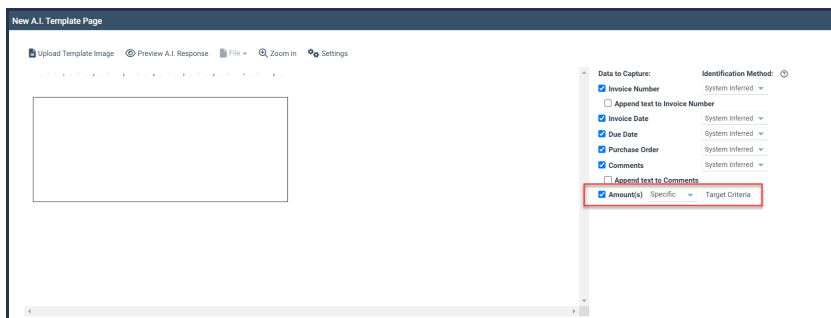 New A.I. Template Page
Upload Template Image Preview A.I. Response File Zoom in Settings
Data to Capture: Identification Method:
Invoice Number System Inferred
Append text to Invoice Number
Invoice Date System Inferred
Due Date System Inferred
Purchase Order System Inferred
Comments System Inferred
Append text to Comments
Amount(s) Specific Target Criteria